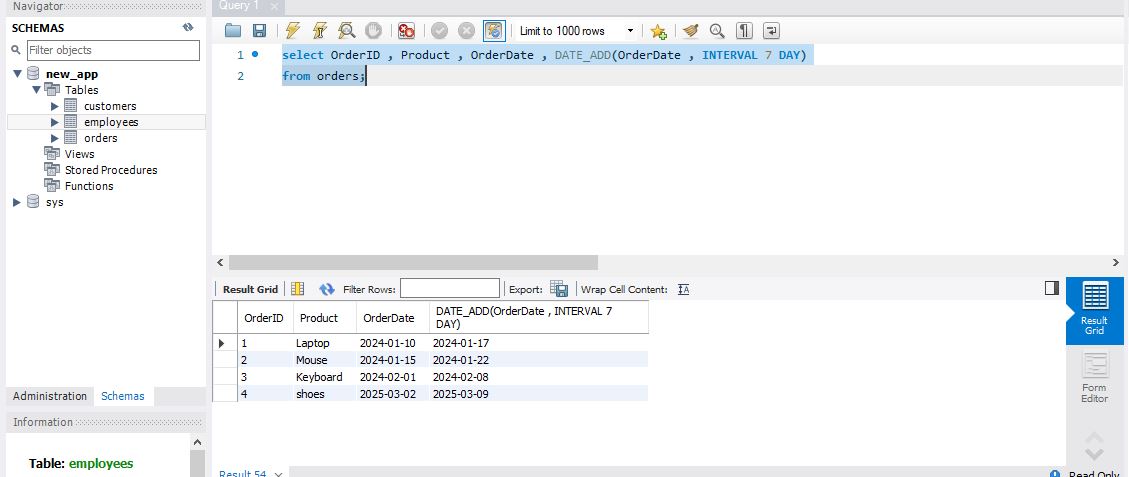 Navigator
Query 1
SCHEMAS
Filter objects
new_app
Tables
customers
employees
orders
Views
Stored Procedures
Functions
sys
Administration Schemas
Information
Table: employees
Limit to 1000 rows
1 select OrderID , Product , OrderDate , DATE_ADD(OrderDate , INTERVAL 7 DAY)
2 from orders;
Result Grid Filter Rows: Export: Wrap Cell Content:
OrderID Product OrderDate DATE_ADD(OrderDate , INTERVAL 7
DAY)
1 Laptop 2024-01-10 2024-01-17
2 Mouse 2024-01-15 2024-01-22
3 Keyboard 2024-02-01 2024-02-08
4 shoes 2025-03-02 2025-03-09
Result
Grid
Form
Editor
Result 54
Read Only